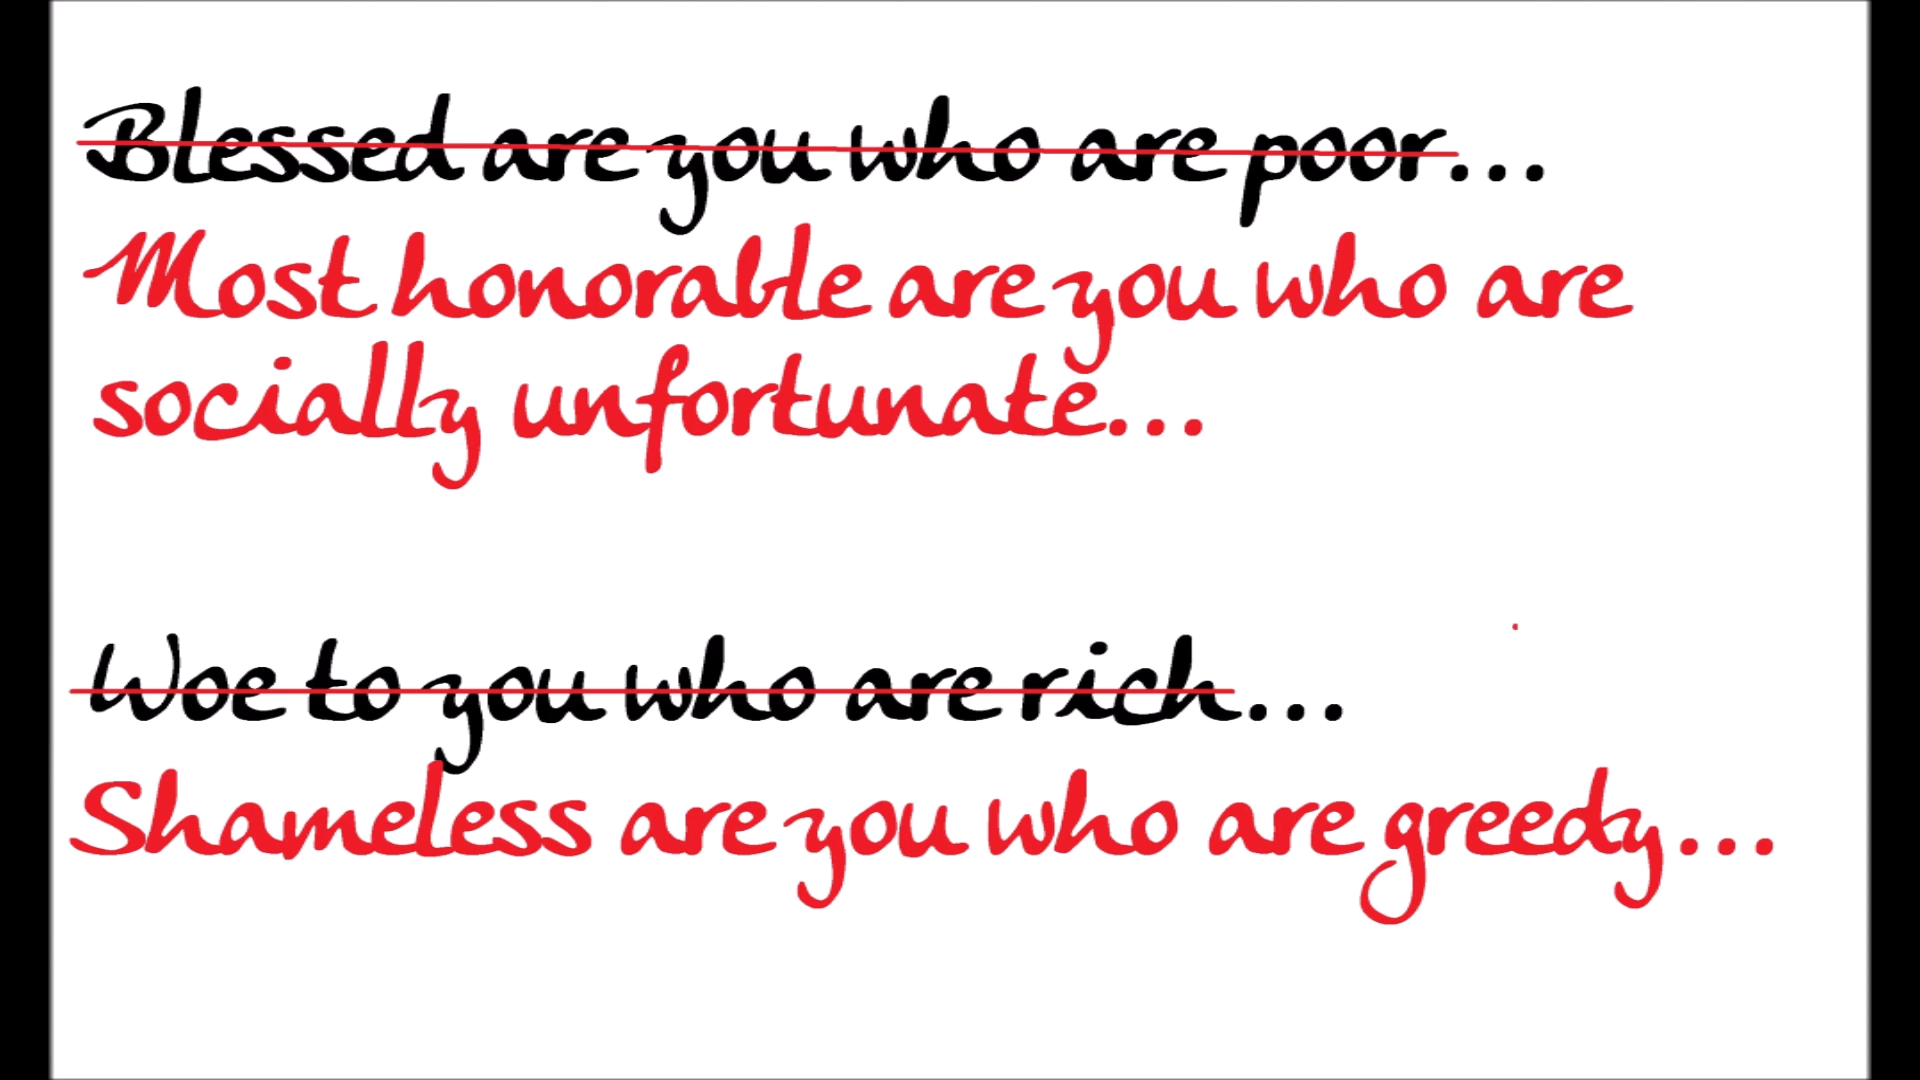 Blessed are you who are poor...
Most honorable are you who are
socially unfortunate...
Woe to you who are rich...
Shameless are you who are greedy...